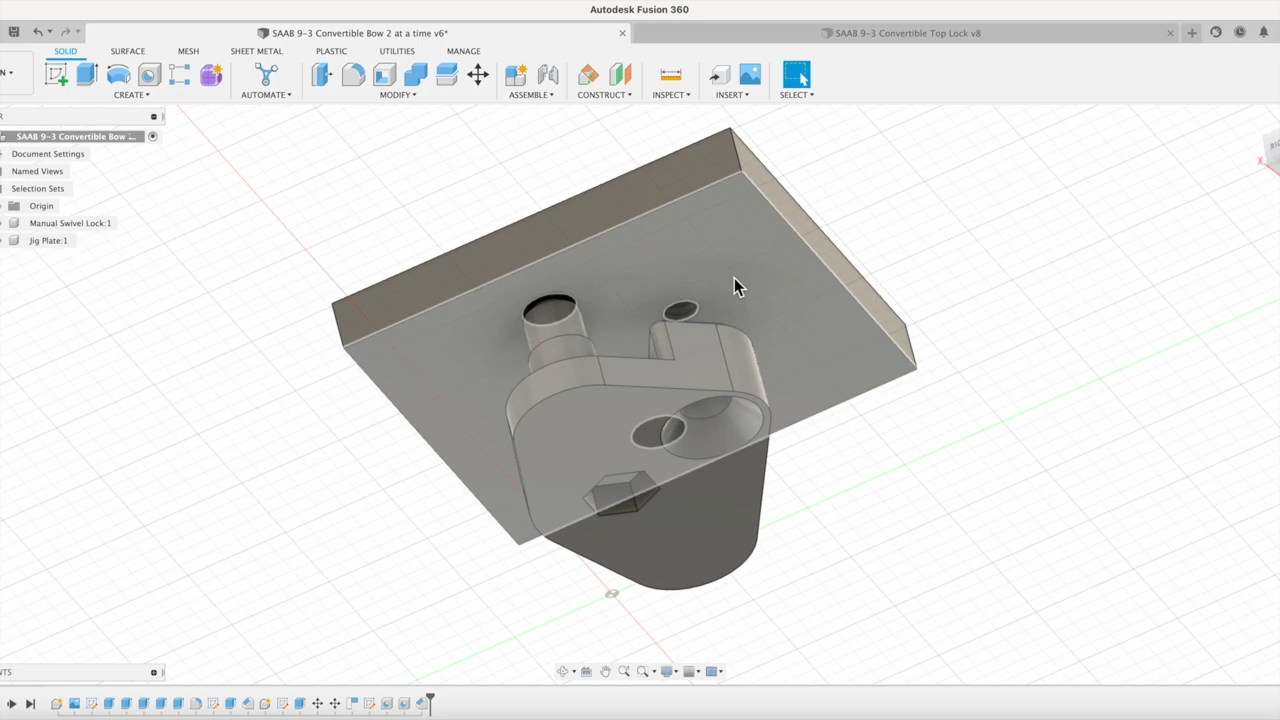 Autodesk Fusion 360
SAAB 9-3 Convertible Bow 2 at a time v6*
SAAB 9-3 Convertible Top Lock v8
SOLID SURFACE MESH SHEET METAL PLASTIC UTILITIES MANAGE
CREATE AUTOMATE MODIFY ASSEMBLE CONSTRUCT INSPECT INSERT SELECT
SAAB 9-3 Convertible Bow ...
Document Settings
Named Views
Selection Sets
Origin
Manual Swivel Lock:1
Jig Plate:1
X
NTS